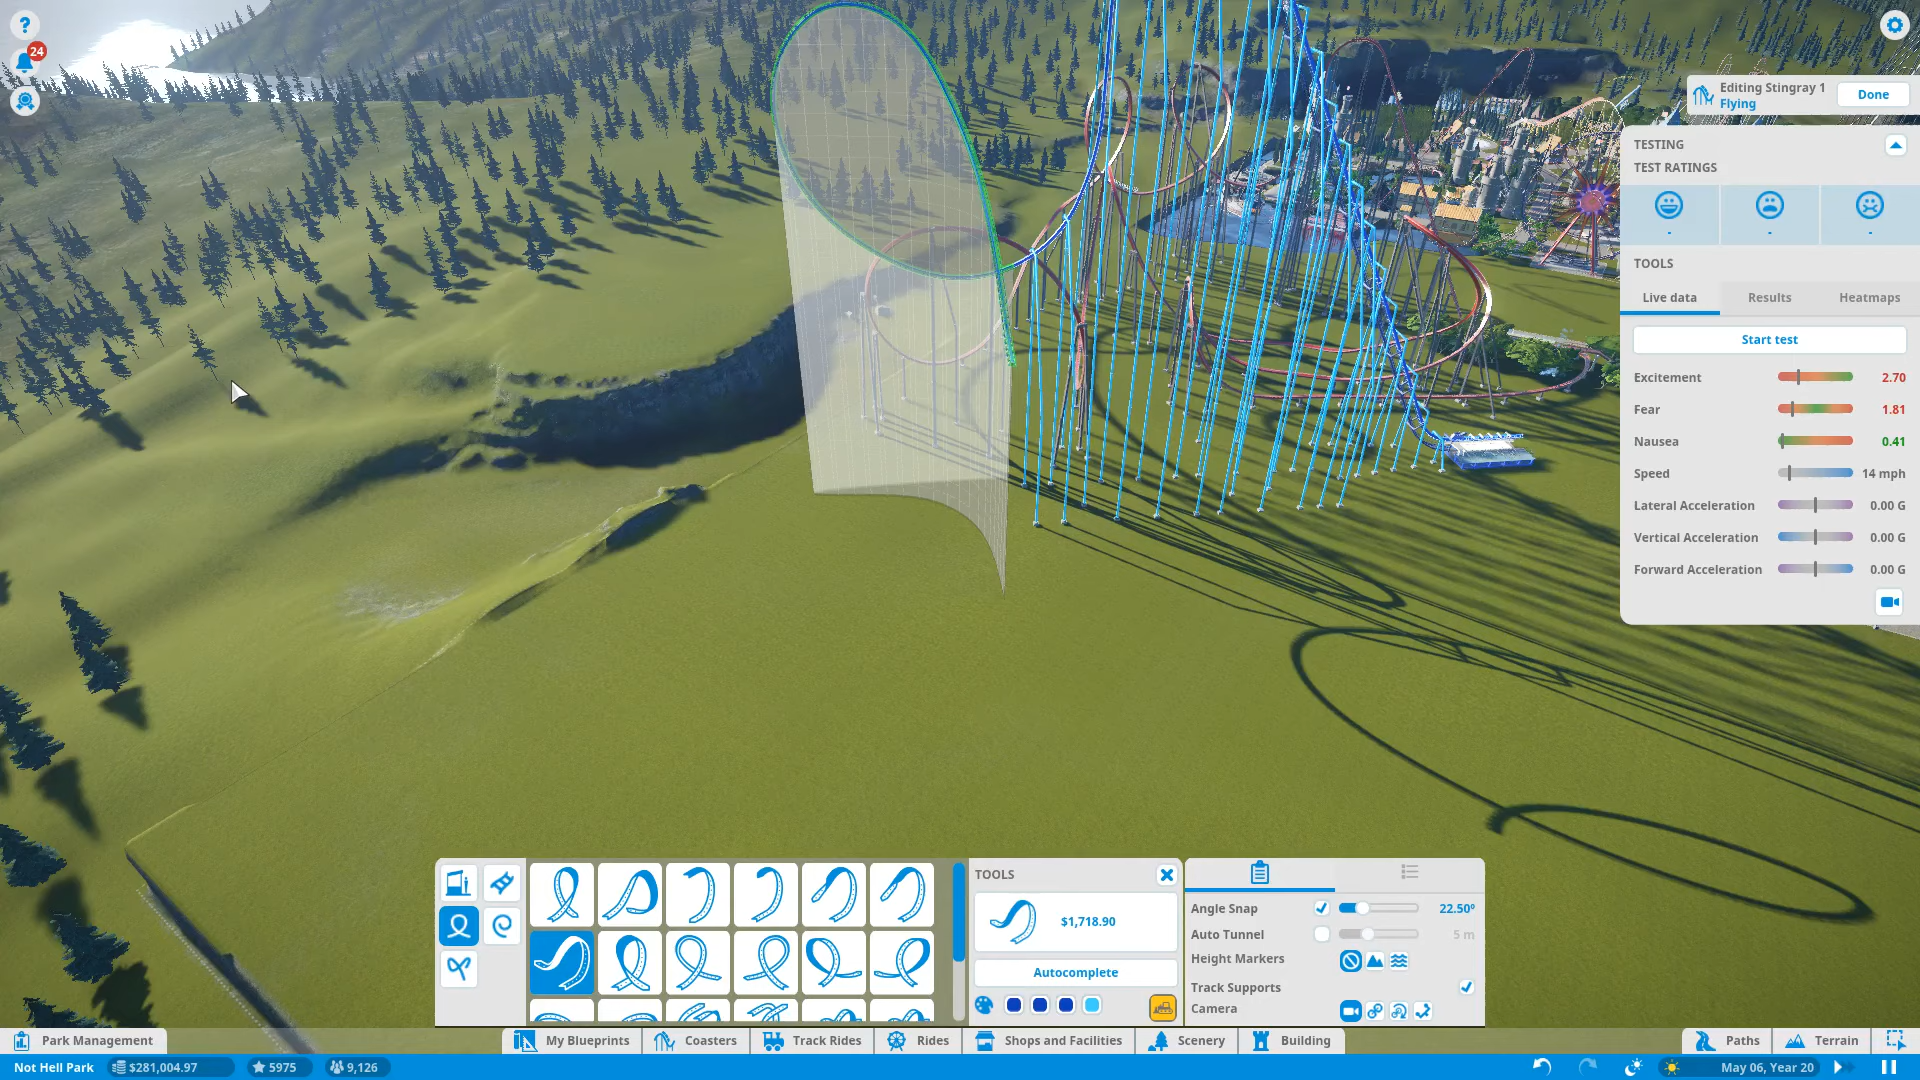 ?
24
Editing Stingray 1
Flying
Done
TESTING
TEST RATINGS
- - -
TOOLS
Live data Results Heatmaps
Start test
Excitement 2.70
Fear 1.81
Nausea 0.41
Speed 14 mph
Lateral Acceleration 0.00 G
Vertical Acceleration 0.00 G
Forward Acceleration 0.00 G
TOOLS
$1,718.90
Autocomplete
Angle Snap 22.50º
Auto Tunnel 5 m
Height Markers
Track Supports
Camera
Park Management My Blueprints Coasters Track Rides Rides Shops and Facilities Scenery Building Paths Terrain
Not Hell Park $281,004.97 5975 9,126 May 06, Year 20